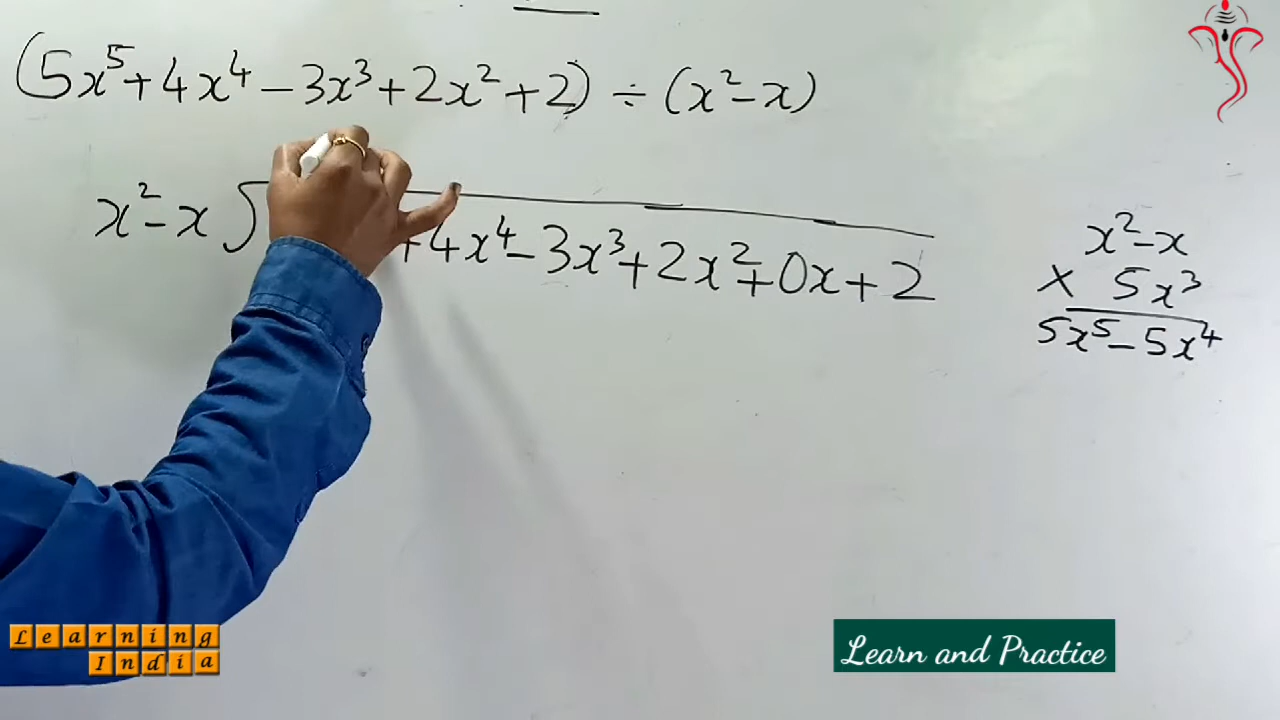 (5x⁵+4x⁴-3x³+2x²+2)÷(x²-x)
x²-x
+4x⁴-3x³+2x²+0x+2
x²-x
× 5x³
5x⁵-5x⁴
Learning
India
Learn and Practice